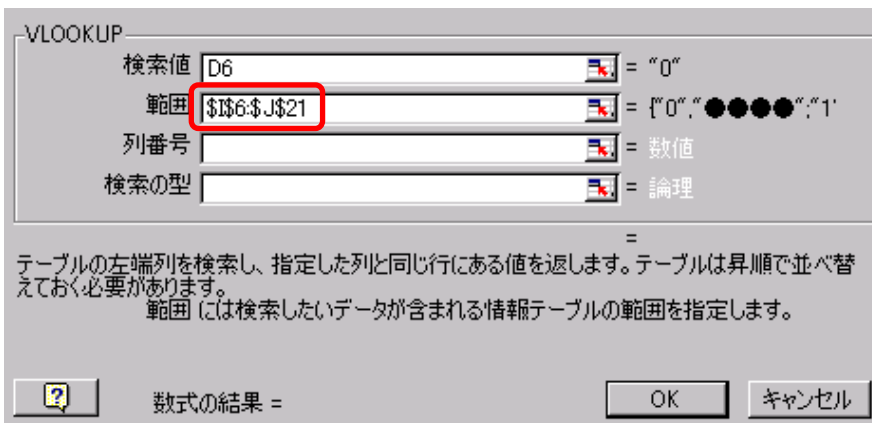 VLOOKUP
検索値 D6 = "0"
範囲 $I$6:$J$21 = {"0","●●●●";"1"
列番号 = 数値
検索の型 = 論理
=
テーブルの左端列を検索し、指定した列と同じ行にある値を返します。テーブルは昇順で並べ替
えておく必要があります。
範囲 には検索したいデータが含まれる情報テーブルの範囲を指定します。
数式の結果 =
OK
キャンセル